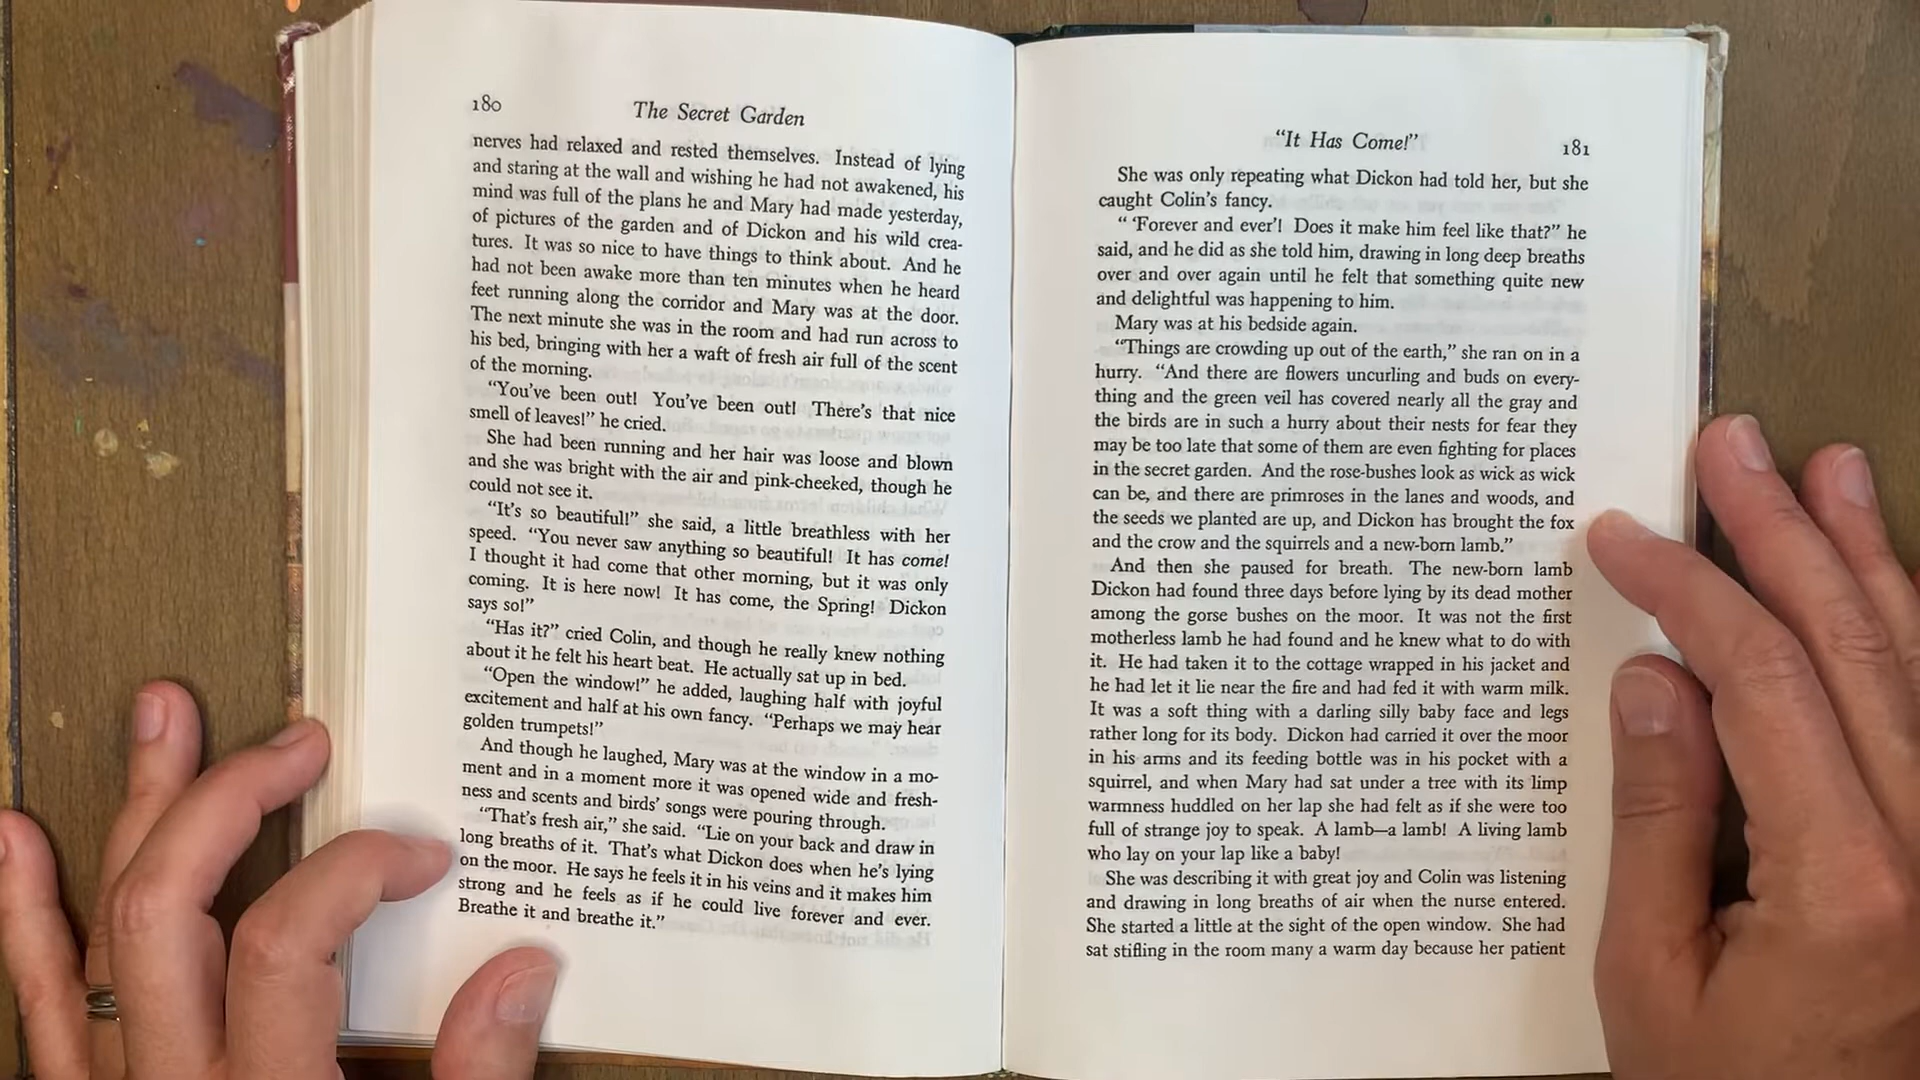 180
The Secret Garden
nerves had relaxed and rested themselves. Instead of lying
and staring at the wall and wishing he had not awakened, his
mind was full of the plans he and Mary had made yesterday,
of pictures of the garden and of Dickon and his wild crea-
tures. It was so nice to have things to think about. And he
had not been awake more than ten minutes when he heard
feet running along the corridor and Mary was at the door.
The next minute she was in the room and had run across to
his bed, bringing with her a waft of fresh air full of the scent
of the morning.
“You’ve been out! You’ve been out! There’s that nice
smell of leaves!” he cried.
She had been running and her hair was loose and blown
and she was bright with the air and pink-cheeked, though he
could not see it.
“It’s so beautiful!” she said, a little breathless with her
speed. “You never saw anything so beautiful! It has come!
I thought it had come that other morning, but it was only
coming. It is here now! It has come, the Spring! Dickon
says so!”
“Has it?” cried Colin, and though he really knew nothing
about it he felt his heart beat. He actually sat up in bed.
“Open the window!” he added, laughing half with joyful
excitement and half at his own fancy. “Perhaps we may hear
golden trumpets!”
And though he laughed, Mary was at the window in a mo-
ment and in a moment more it was opened wide and fresh-
ness and scents and birds’ songs were pouring through.
“That’s fresh air,” she said. “Lie on your back and draw in
long breaths of it. That’s what Dickon does when he’s lying
on the moor. He says he feels it in his veins and it makes him
strong and he feels as if he could live forever and ever.
Breathe it and breathe it.”
“It Has Come!”
181
She was only repeating what Dickon had told her, but she
caught Colin’s fancy.
“ ‘Forever and ever’! Does it make him feel like that?” he
said, and he did as she told him, drawing in long deep breaths
over and over again until he felt that something quite new
and delightful was happening to him.
Mary was at his bedside again.
“Things are crowding up out of the earth,” she ran on in a
hurry. “And there are flowers uncurling and buds on every-
thing and the green veil has covered nearly all the gray and
the birds are in such a hurry about their nests for fear they
may be too late that some of them are even fighting for places
in the secret garden. And the rose-bushes look as wick as wick
can be, and there are primroses in the lanes and woods, and
the seeds we planted are up, and Dickon has brought the fox
and the crow and the squirrels and a new-born lamb.”
And then she paused for breath. The new-born lamb
Dickon had found three days before lying by its dead mother
among the gorse bushes on the moor. It was not the first
motherless lamb he had found and he knew what to do with
it. He had taken it to the cottage wrapped in his jacket and
he had let it lie near the fire and had fed it with warm milk.
It was a soft thing with a darling silly baby face and legs
rather long for its body. Dickon had carried it over the moor
in his arms and its feeding bottle was in his pocket with a
squirrel, and when Mary had sat under a tree with its limp
warmness huddled on her lap she had felt as if she were too
full of strange joy to speak. A lamb—a lamb! A living lamb
who lay on your lap like a baby!
She was describing it with great joy and Colin was listening
and drawing in long breaths of air when the nurse entered.
She started a little at the sight of the open window. She had
sat stifling in the room many a warm day because her patient